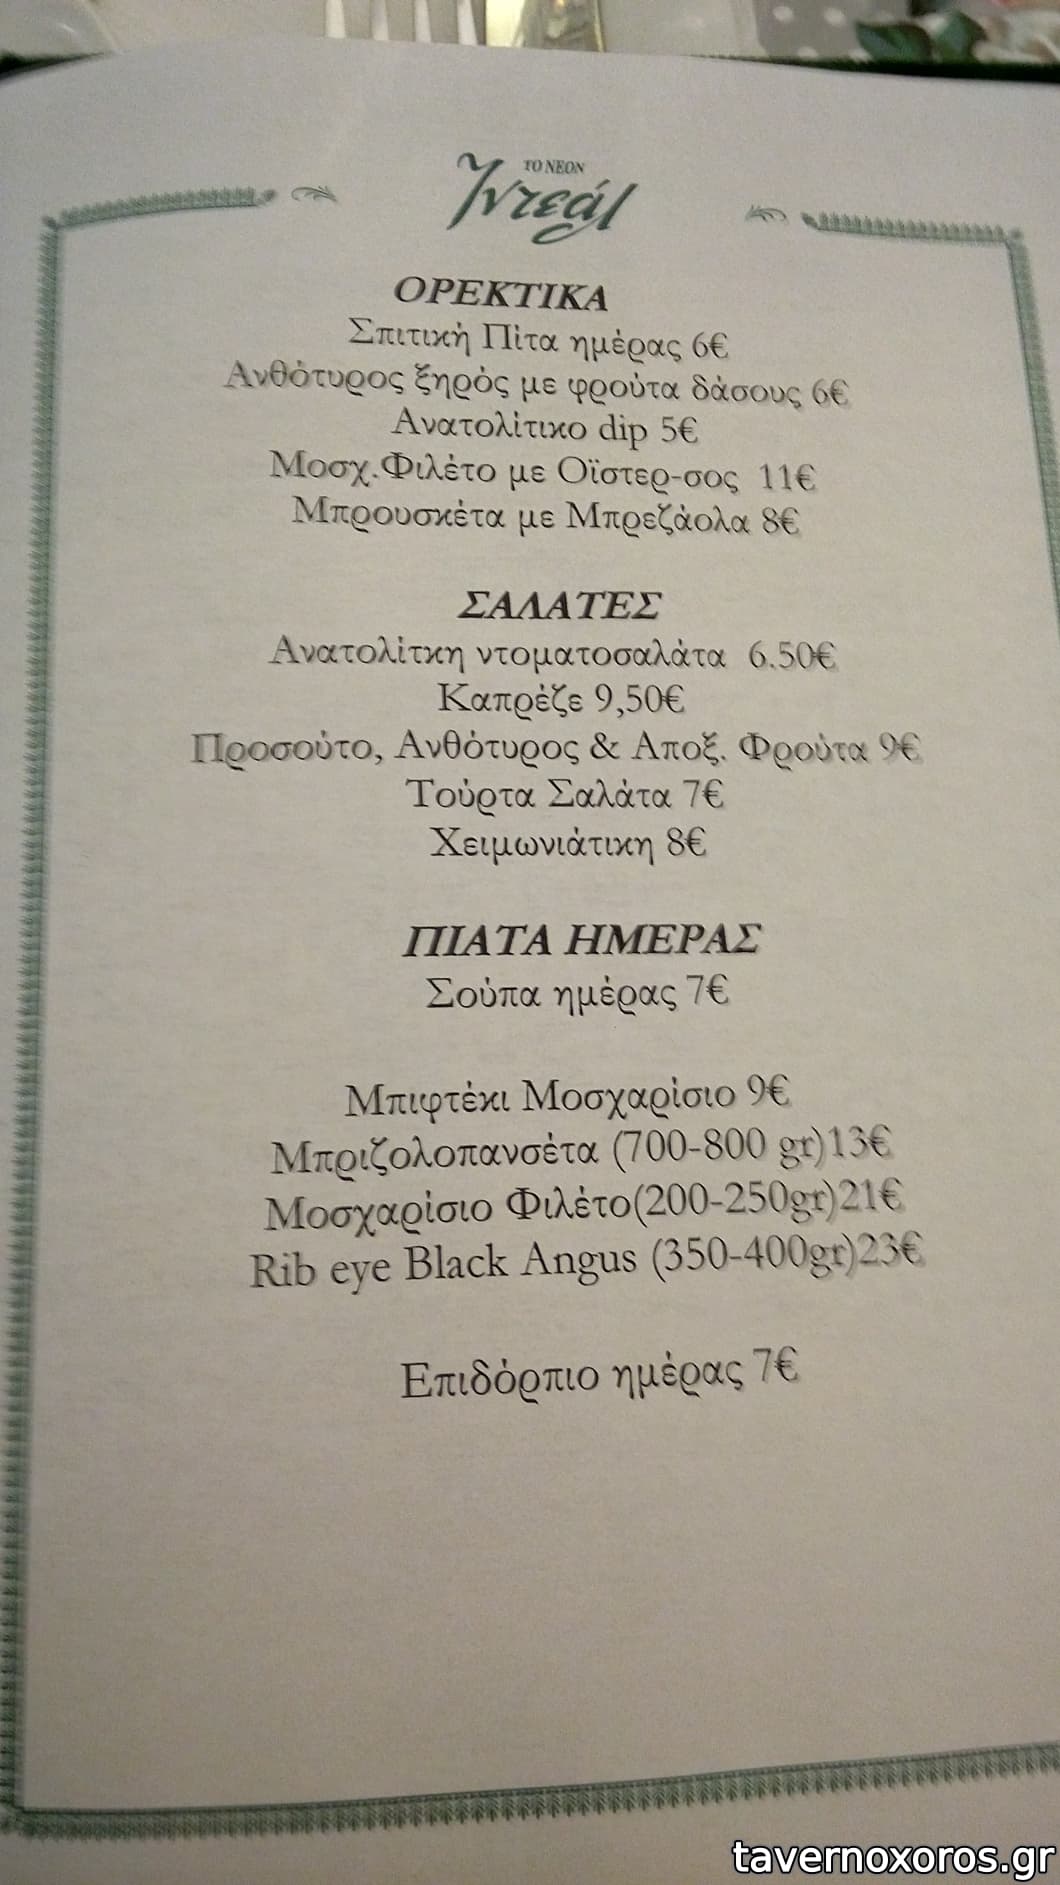 ΤΟ ΝΕΟΝ
Ιντεάλ
ΟΡΕΚΤΙΚΑ
Σπιτική Πίτα ημέρας 6€
Ανθότυρος ξηρός με φρούτα δάσους 6€
Ανατολίτικο dip 5€
Μοσχ.Φιλέτο με Οϊστερ-σος 11€
Μπρουσκέτα με Μπρεζάολα 8€
ΣΑΛΑΤΕΣ
Ανατολίτκη ντοματοσαλάτα 6.50€
Καπρέζε 9,50€
Προσούτο, Ανθότυρος & Αποξ. Φρούτα 9€
Τούρτα Σαλάτα 7€
Χειμωνιάτικη 8€
ΠΙΑΤΑ ΗΜΕΡΑΣ
Σούπα ημέρας 7€
Μπιφτέκι Μοσχαρίσιο 9€
Μπριζολοπανσέτα (700-800 gr)13€
Μοσχαρίσιο Φιλέτο(200-250gr)21€
Rib eye Black Angus (350-400gr)23€
Επιδόρπιο ημέρας 7€
tavernoxoros.gr